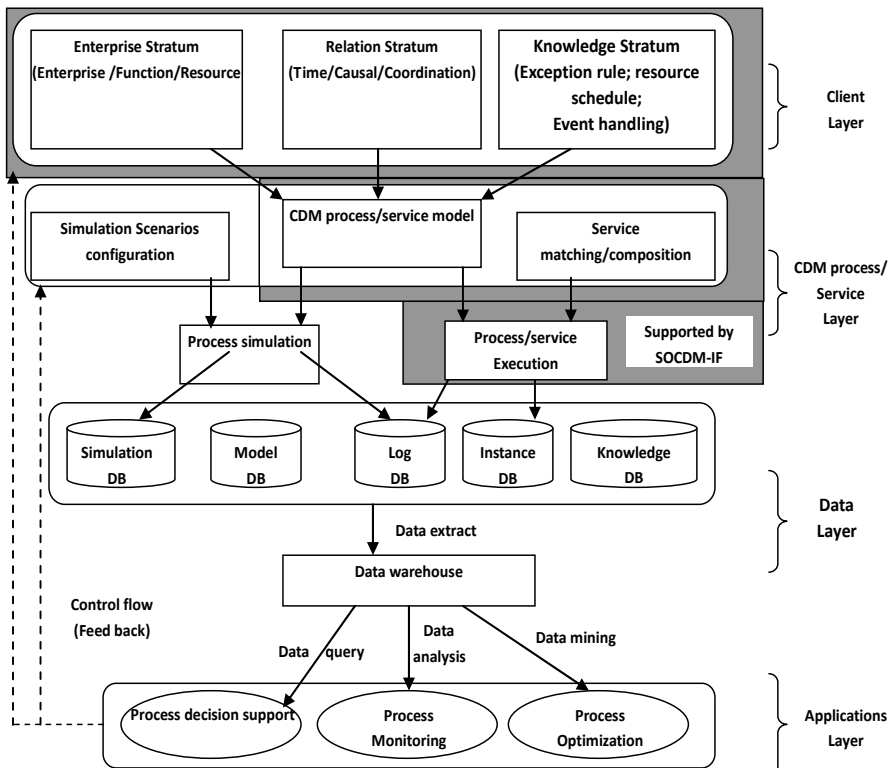 Enterprise Stratum
(Enterprise /Function/Resource
Relation Stratum
(Time/Causal/Coordination)
Knowledge Stratum
(Exception rule; resource
schedule;
Event handling)
Client
Layer
Simulation Scenarios
configuration
CDM process/service model
Service
matching/composition
CDM process/
Service
Layer
Process simulation
Process/service
Execution
Supported by
SOCDM-IF
Simulation
DB
Model
DB
Log
DB
Instance
DB
Knowledge
DB
Data
Layer
Data extract
Data warehouse
Control flow
(Feed back)
Data query
Data
analysis
Data mining
Process decision support
Process
Monitoring
Process
Optimization
Applications
Layer